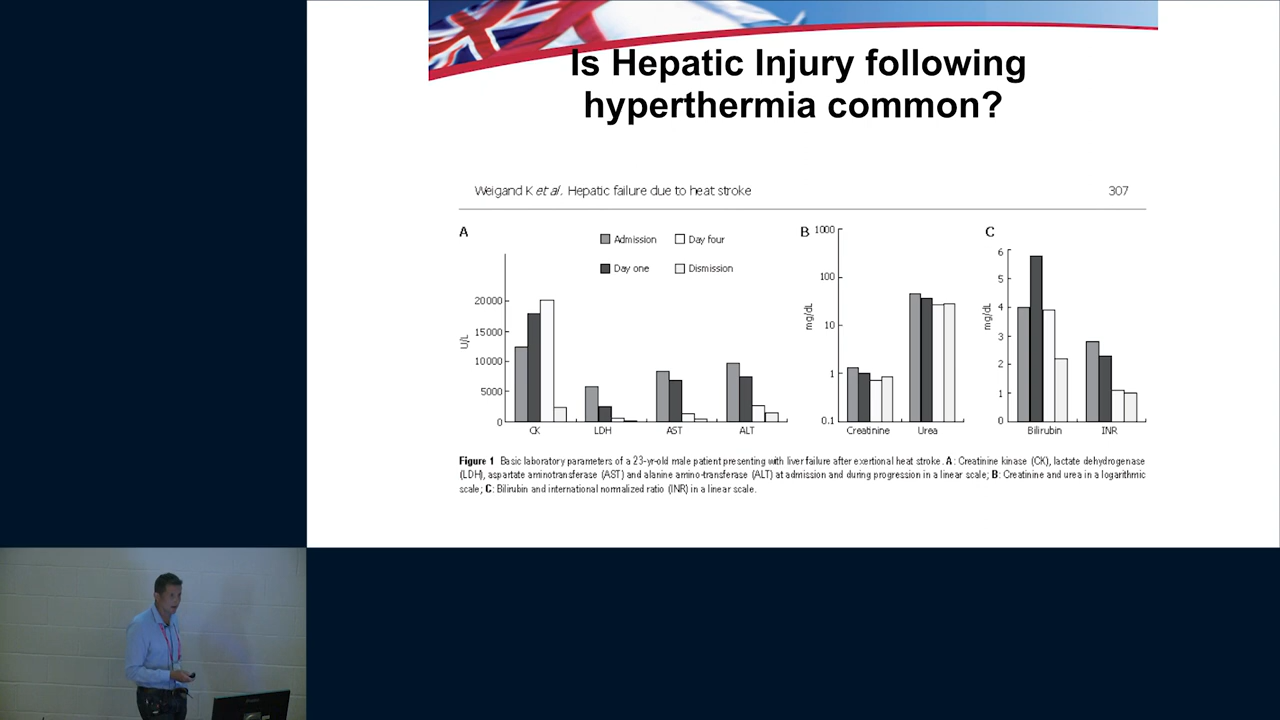 Is Hepatic Injury following
hyperthermia common?
Weigand K et al. Hepatic failure due to heat stroke
307
A
Admission
Day four
Day one
Dismission
U/L
20000
15000
10000
5000
0
CK
LDH
AST
ALT
B
mg/dL
1000
100
10
1
0.1
Creatinine
Urea
C
mg/dL
6
5
4
3
2
1
0
Bilirubin
INR
Figure 1 Basic laboratory parameters of a 23-yr-old male patient presenting with liver failure after exertional heat stroke. A: Creatinine kinase (CK), lactate dehydrogenase
(LDH), aspartate aminotransferase (AST) and alanine amino-transferase (ALT) at admission and during progression in a linear scale; B: Creatinine and urea in a logarithmic
scale; C: Bilirubin and international normalized ratio (INR) in a linear scale.